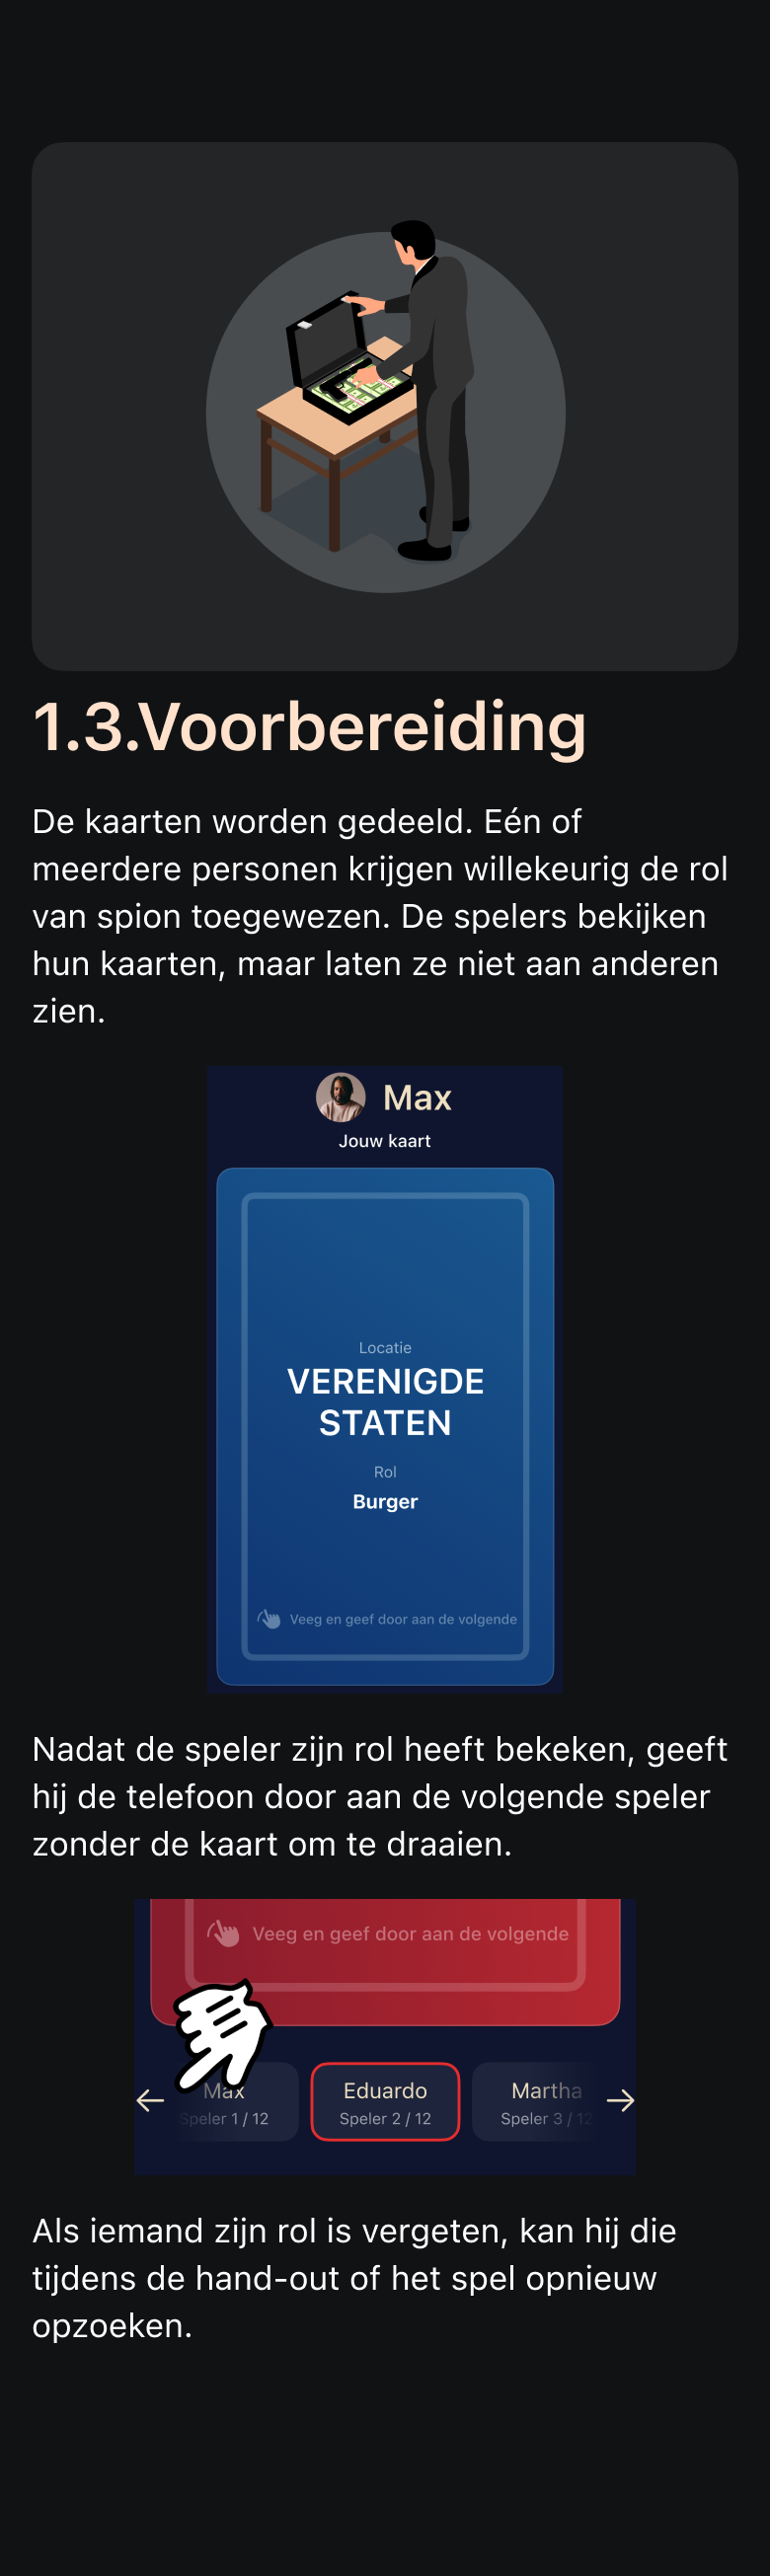 1.3.Voorbereiding
De kaarten worden gedeeld. Eén of
meerdere personen krijgen willekeurig de rol
van spion toegewezen. De spelers bekijken
hun kaarten, maar laten ze niet aan anderen
zien.
Max
Jouw kaart
Locatie
VERENIGDE
STATEN
Rol
Burger
Veeg en geef door aan de volgende
Nadat de speler zijn rol heeft bekeken, geeft
hij de telefoon door aan de volgende speler
zonder de kaart om te draaien.
Veeg en geef door aan de volgende
Max Eduardo Martha
Speler 1 / 12 Speler 2 / 12 Speler 3 / 12
Als iemand zijn rol is vergeten, kan hij die
tijdens de hand-out of het spel opnieuw
opzoeken.